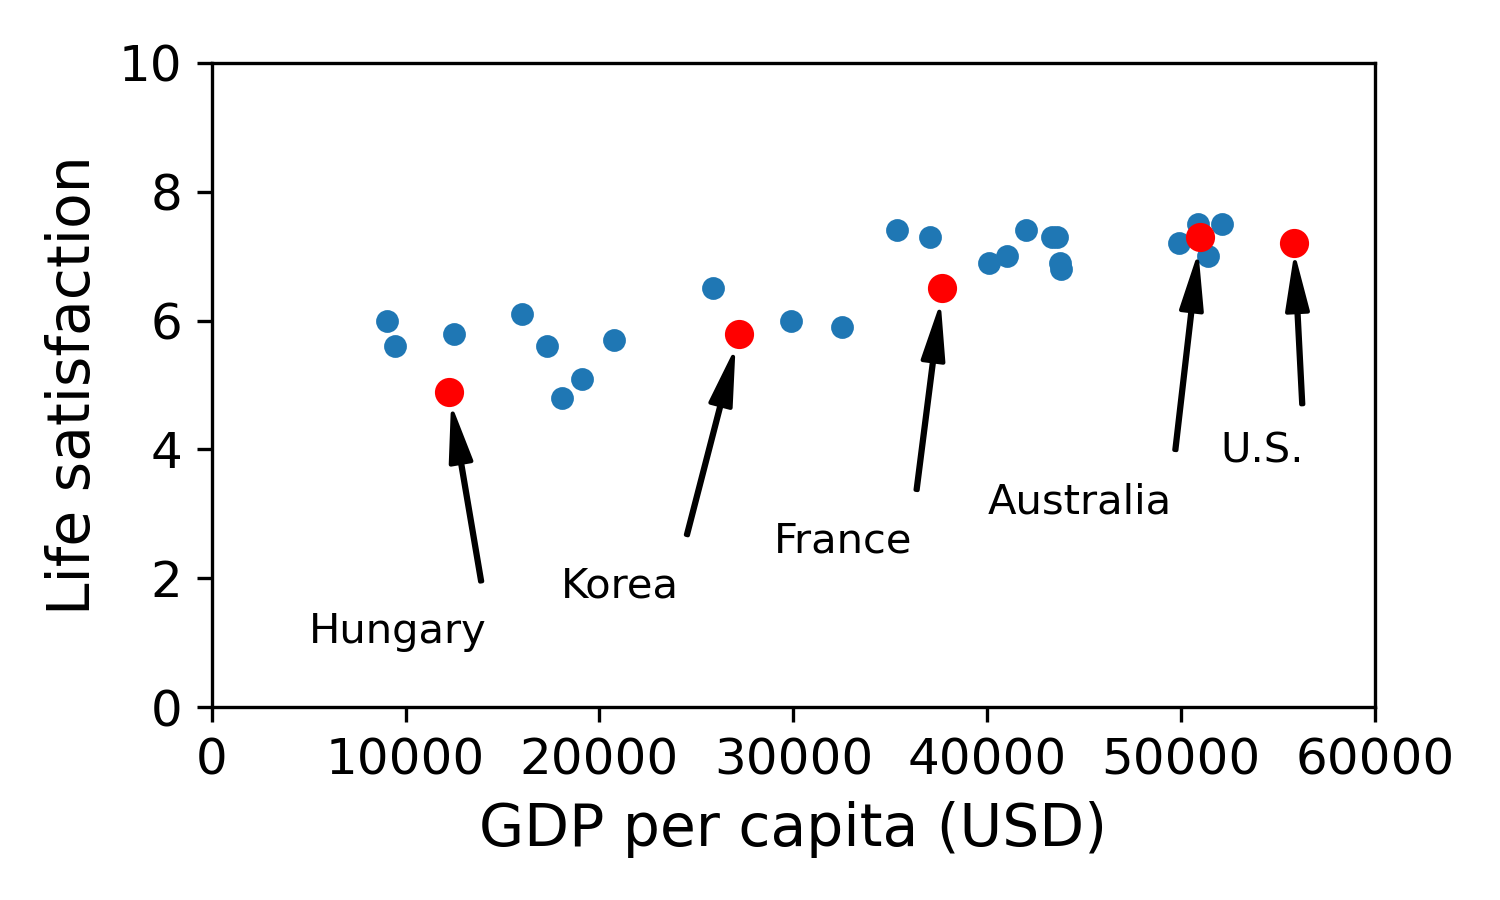 10
8
6
4
2
0
Life satisfaction
U.S.
Australia
France
Korea
Hungary
0 10000 20000 30000 40000 50000 60000
GDP per capita (USD)